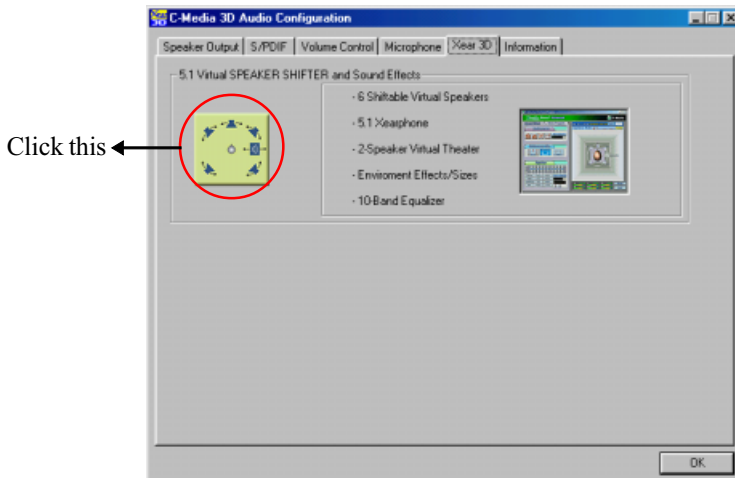 C-Media 3D Audio Configuration
Speaker Output S/PDIF Volume Control Microphone Xear 3D Information
5.1 Virtual SPEAKER SHIFTER and Sound Effects
- 6 Shiftable Virtual Speakers
- 5.1 Xearphone
- 2-Speaker Virtual Theater
- Enviroment Effects/Sizes
- 10-Band Equalizer
Click this
OK